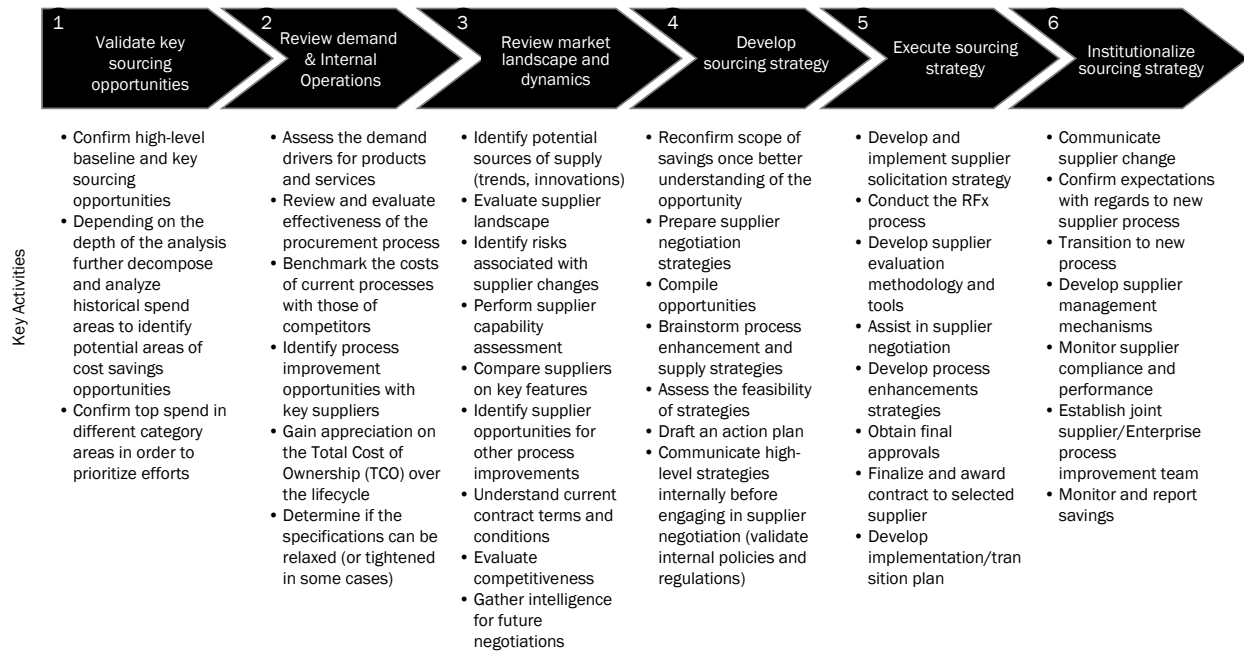 1
Validate key
sourcing
opportunities
2
Review demand
& Internal
Operations
3
Review market
landscape and
dynamics
4
Develop
sourcing strategy
5
Execute sourcing
strategy
6
Institutionalize
sourcing strategy
Key Activities
• Confirm high-level
baseline and key
sourcing
opportunities
• Depending on the
depth of the analysis
further decompose
and analyze
historical spend
areas to identify
potential areas of
cost savings
opportunities
• Confirm top spend in
different category
areas in order to
prioritize efforts
• Assess the demand
drivers for products
and services
• Review and evaluate
effectiveness of the
procurement process
• Benchmark the costs
of current processes
with those of
competitors
• Identify process
improvement
opportunities with
key suppliers
• Gain appreciation on
the Total Cost of
Ownership (TCO) over
the lifecycle
• Determine if the
specifications can be
relaxed (or tightened
in some cases)
• Identify potential
sources of supply
(trends, innovations)
• Evaluate supplier
landscape
• Identify risks
associated with
supplier changes
• Perform supplier
capability
assessment
• Compare suppliers
on key features
• Identify supplier
opportunities for
other process
improvements
• Understand current
contract terms and
conditions
• Evaluate
competitiveness
• Gather intelligence
for future
negotiations
• Reconfirm scope of
savings once better
understanding of the
opportunity
• Prepare supplier
negotiation
strategies
• Compile
opportunities
• Brainstorm process
enhancement and
supply strategies
• Assess the feasibility
of strategies
• Draft an action plan
• Communicate high-
level strategies
internally before
engaging in supplier
negotiation (validate
internal policies and
regulations)
• Develop and
implement supplier
solicitation strategy
• Conduct the RFx
process
• Develop supplier
evaluation
methodology and
tools
• Assist in supplier
negotiation
• Develop process
enhancements
strategies
• Obtain final
approvals
• Finalize and award
contract to selected
supplier
• Develop
implementation/tran
sition plan
• Communicate
supplier change
• Confirm expectations
with regards to new
supplier process
• Transition to new
process
• Develop supplier
management
mechanisms
• Monitor supplier
compliance and
performance
• Establish joint
supplier/Enterprise
process
improvement team
• Monitor and report
savings